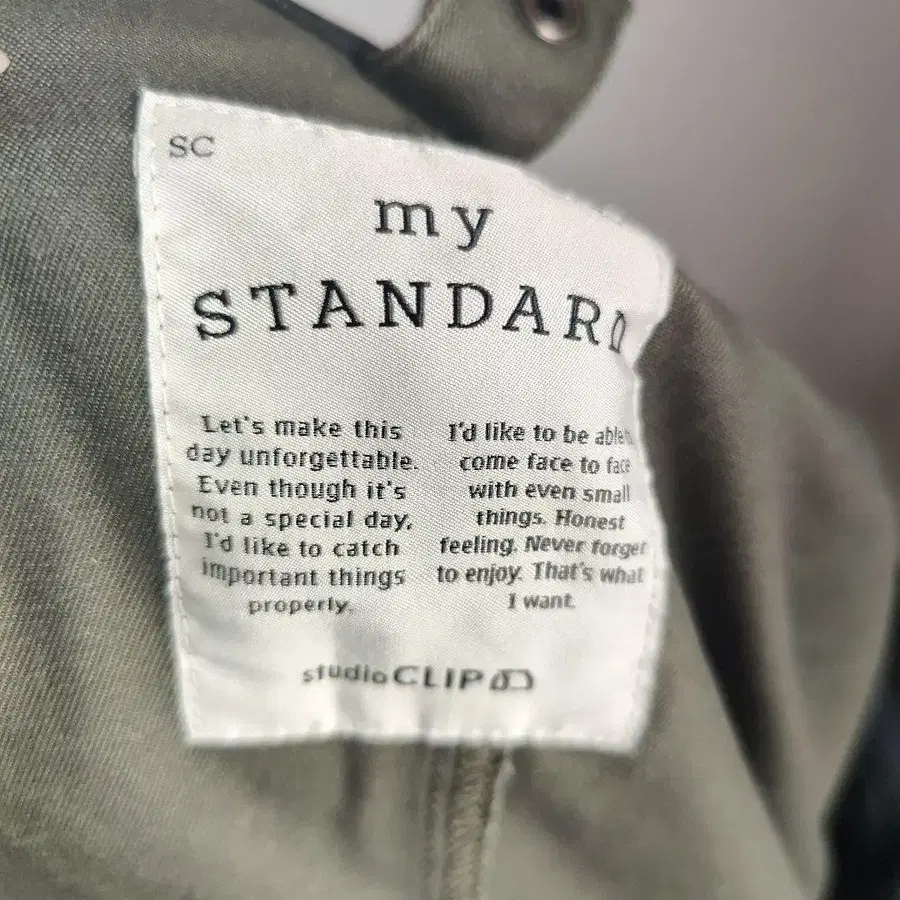 SC
my
STANDARD
Let's make this
day unforgettable.
Even though it's
not a special day,
I'd like to catch
important things
properly.
I'd like to be able to
come face to face
with even small
things. Honest
feeling. Never forget
to enjoy. That's what
I want.
studio CLIP